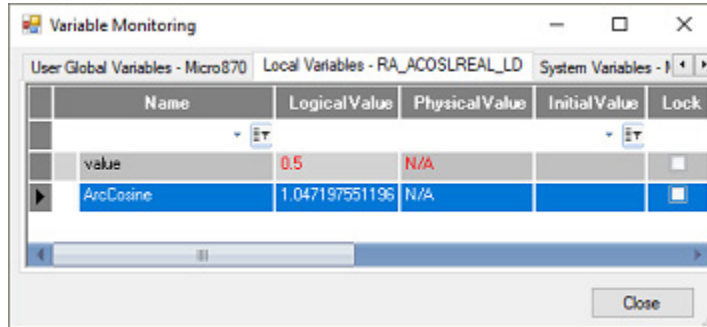 Variable Monitoring
User Global Variables - Micro870 Local Variables - RA_ACOSLREAL_LD System Variables - M
Name Logical Value Physical Value Initial Value Lock
value 0.5 N/A
ArcCosine 1.047197551196 N/A
Close